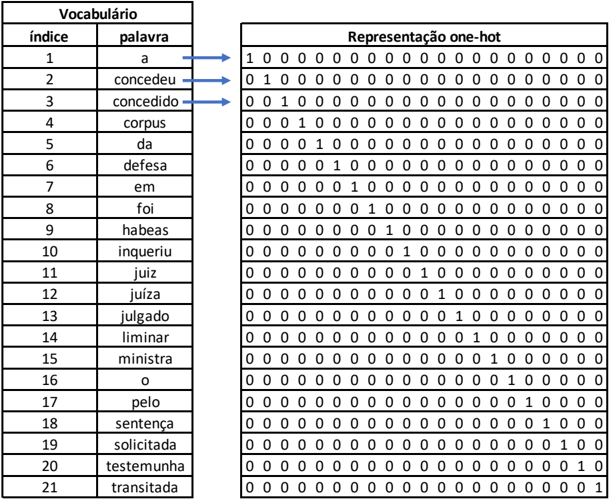 Vocabulário
índice palavra Representação one-hot
1 a 1 0 0 0 0 0 0 0 0 0 0 0 0 0 0 0 0 0 0 0 0
2 concedeu 0 1 0 0 0 0 0 0 0 0 0 0 0 0 0 0 0 0 0 0 0
3 concedido 0 0 1 0 0 0 0 0 0 0 0 0 0 0 0 0 0 0 0 0 0
4 corpus 0 0 0 1 0 0 0 0 0 0 0 0 0 0 0 0 0 0 0 0 0
5 da 0 0 0 0 1 0 0 0 0 0 0 0 0 0 0 0 0 0 0 0 0
6 defesa 0 0 0 0 0 1 0 0 0 0 0 0 0 0 0 0 0 0 0 0 0
7 em 0 0 0 0 0 0 1 0 0 0 0 0 0 0 0 0 0 0 0 0 0
8 foi 0 0 0 0 0 0 0 1 0 0 0 0 0 0 0 0 0 0 0 0 0
9 habeas 0 0 0 0 0 0 0 0 1 0 0 0 0 0 0 0 0 0 0 0 0
10 inqueriu 0 0 0 0 0 0 0 0 0 1 0 0 0 0 0 0 0 0 0 0 0
11 juiz 0 0 0 0 0 0 0 0 0 0 1 0 0 0 0 0 0 0 0 0 0
12 juíza 0 0 0 0 0 0 0 0 0 0 0 1 0 0 0 0 0 0 0 0 0
13 julgado 0 0 0 0 0 0 0 0 0 0 0 0 1 0 0 0 0 0 0 0 0
14 liminar 0 0 0 0 0 0 0 0 0 0 0 0 0 1 0 0 0 0 0 0 0
15 ministra 0 0 0 0 0 0 0 0 0 0 0 0 0 0 1 0 0 0 0 0 0
16 o 0 0 0 0 0 0 0 0 0 0 0 0 0 0 0 1 0 0 0 0 0
17 pelo 0 0 0 0 0 0 0 0 0 0 0 0 0 0 0 0 1 0 0 0 0
18 sentença 0 0 0 0 0 0 0 0 0 0 0 0 0 0 0 0 0 1 0 0 0
19 solicitada 0 0 0 0 0 0 0 0 0 0 0 0 0 0 0 0 0 0 1 0 0
20 testemunha 0 0 0 0 0 0 0 0 0 0 0 0 0 0 0 0 0 0 0 1 0
21 transitada 0 0 0 0 0 0 0 0 0 0 0 0 0 0 0 0 0 0 0 0 1